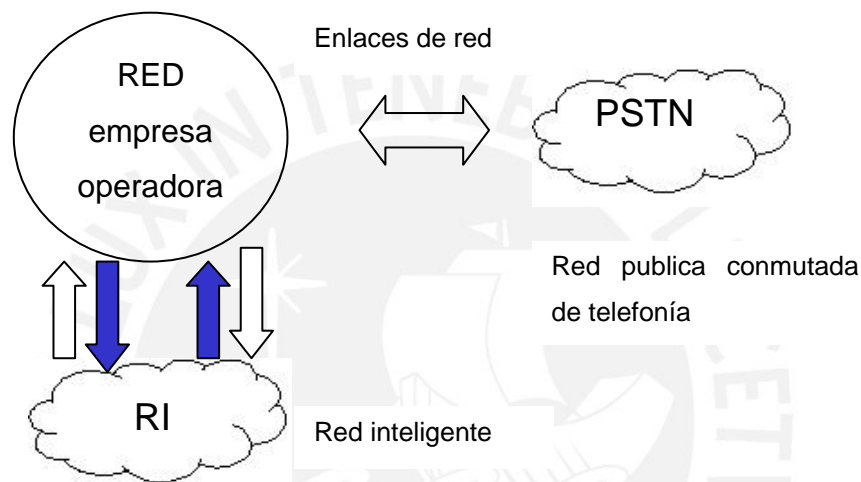 Enlaces de red
RED
empresa
operadora
PSTN
Red publica conmutada
de telefonía
RI
Red inteligente